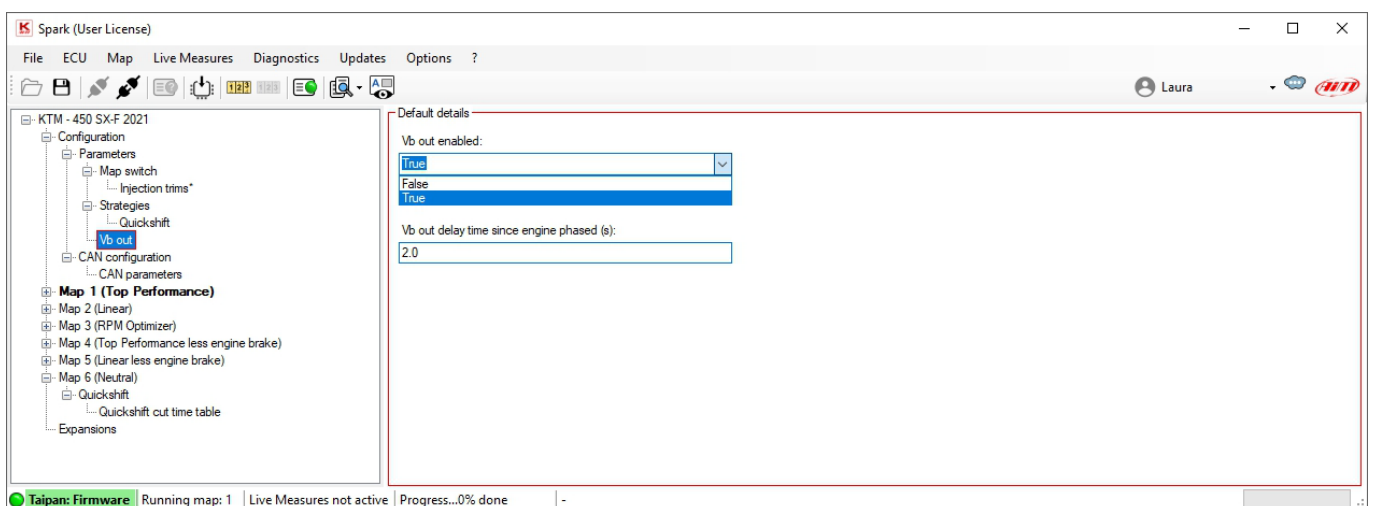 Spark (User License)
File ECU Map Live Measures Diagnostics Updates Options ?
Laura
KTM - 450 SX-F 2021
Configuration
Parameters
Map switch
Injection trims*
Strategies
Quickshift
Vb out
CAN configuration
CAN parameters
Map 1 (Top Performance)
Map 2 (Linear)
Map 3 (RPM Optimizer)
Map 4 (Top Performance less engine brake)
Map 5 (Linear less engine brake)
Map 6 (Neutral)
Quickshift
Quickshift cut time table
Expansions
Default details
Vb out enabled:
True
False
True
Vb out delay time since engine phased (s):
2.0
Taipan: Firmware Running map: 1 Live Measures not active Progress...0% done -